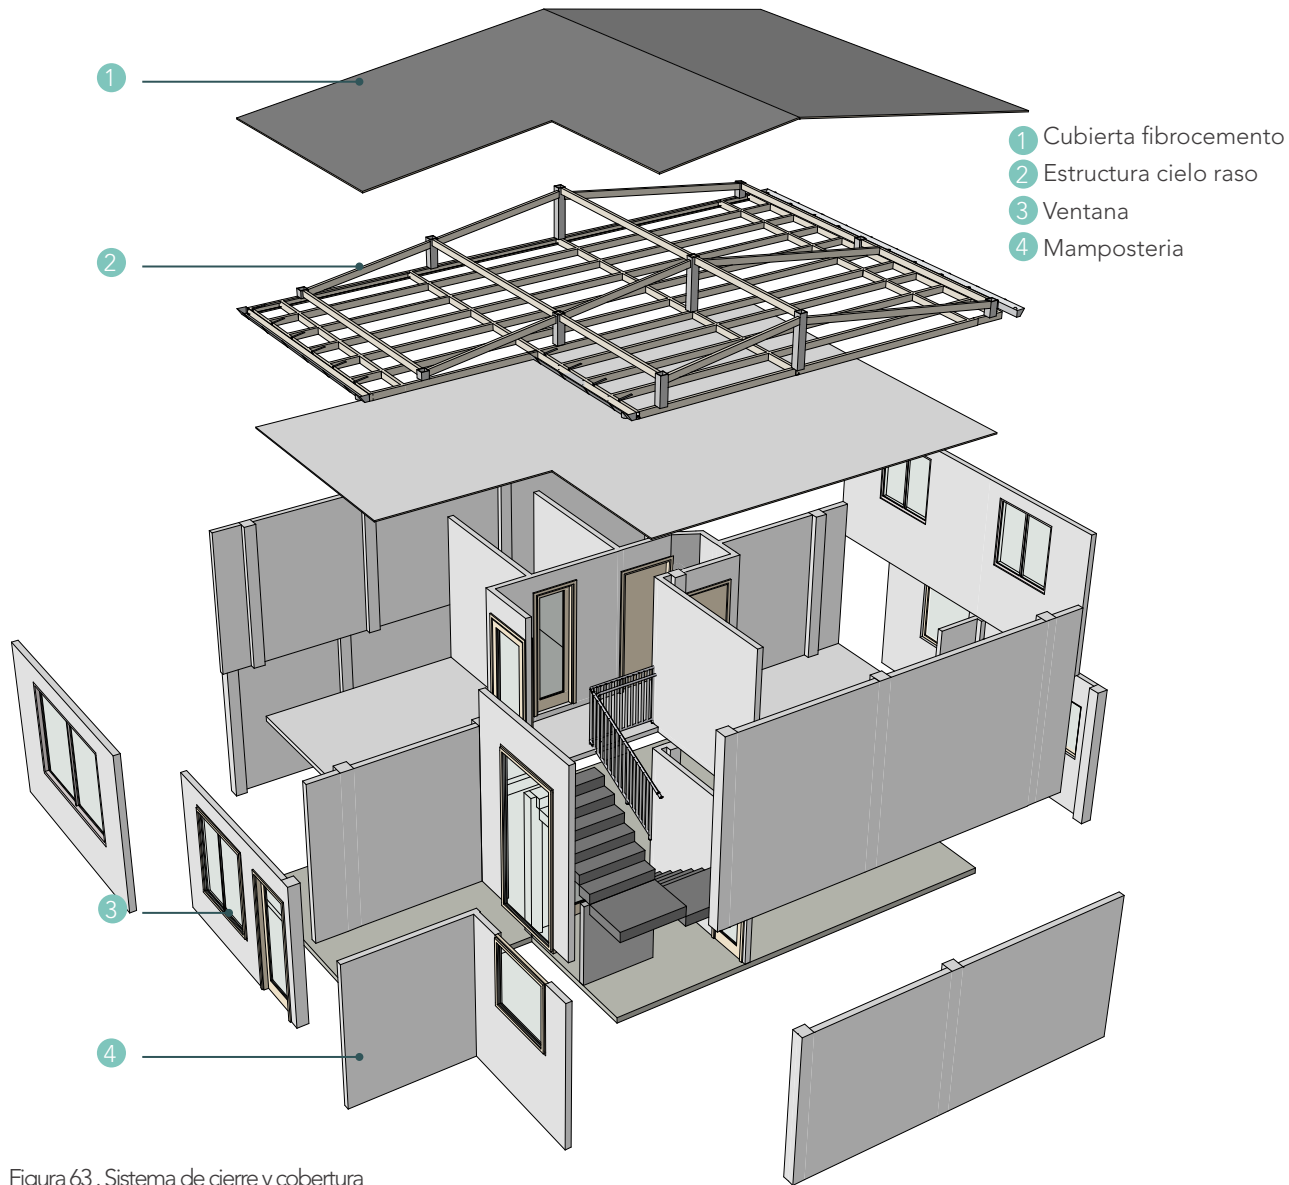 1
1 Cubierta fibrocemento
2 Estructura cielo raso
3 Ventana
4 Mamposteria
2
3
4
Figura 63 . Sistema de cierre y cobertura